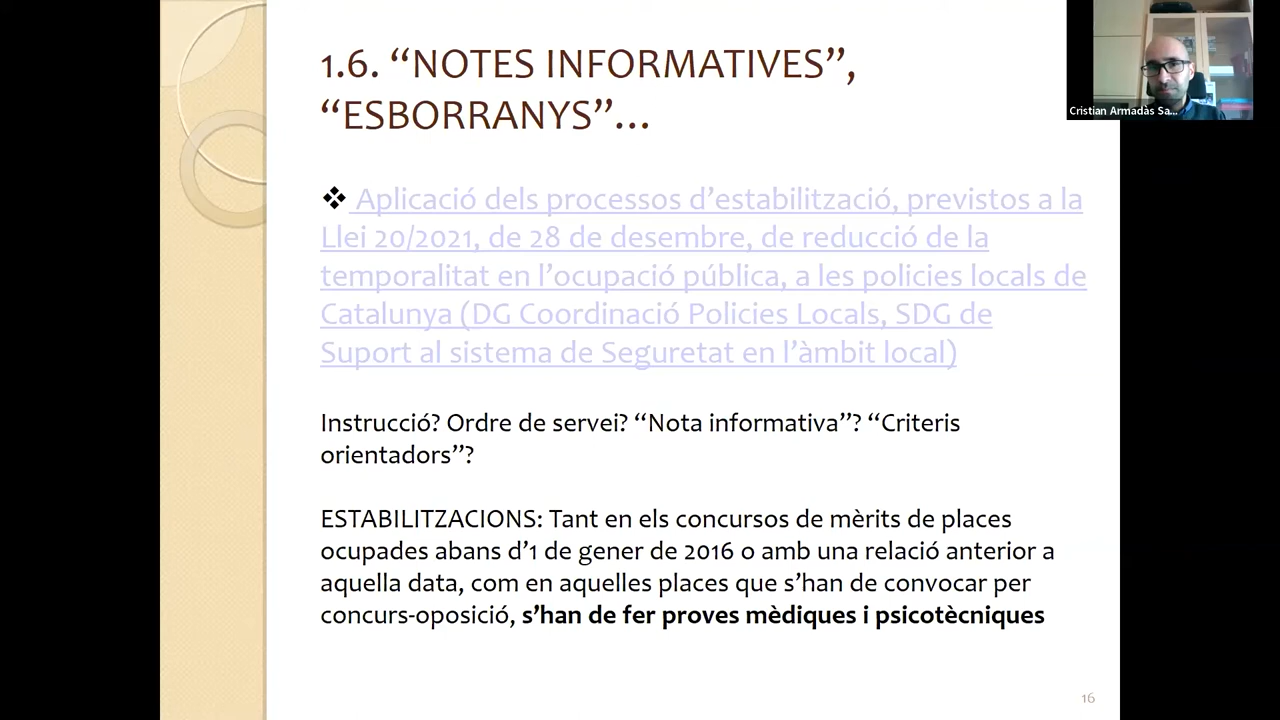 1.6. “NOTES INFORMATIVES”,
“ESBORRANYS”…
Cristian Armadàs Sa...
❖ Aplicació dels processos d’estabilització, previstos a la
Llei 20/2021, de 28 de desembre, de reducció de la
temporalitat en l’ocupació pública, a les policies locals de
Catalunya (DG Coordinació Policies Locals, SDG de
Suport al sistema de Seguretat en l’àmbit local)
Instrucció? Ordre de servei? “Nota informativa”? “Criteris
orientadors”?
ESTABILITZACIONS: Tant en els concursos de mèrits de places
ocupades abans d’1 de gener de 2016 o amb una relació anterior a
aquella data, com en aquelles places que s’han de convocar per
concurs-oposició, s’han de fer proves mèdiques i psicotècniques
16